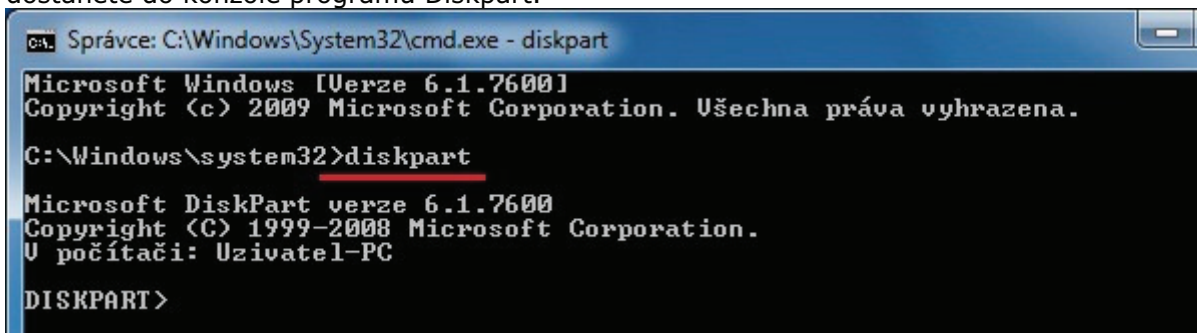 dostanete do konzole programu Diskpart.
Správce: C:\Windows\System32\cmd.exe - diskpart
Microsoft Windows [Verze 6.1.7600]
Copyright (c) 2009 Microsoft Corporation. Všechna práva vyhrazena.
C:\Windows\system32>diskpart
Microsoft DiskPart verze 6.1.7600
Copyright (C) 1999-2008 Microsoft Corporation.
V počítači: Uzivatel-PC
DISKPART>